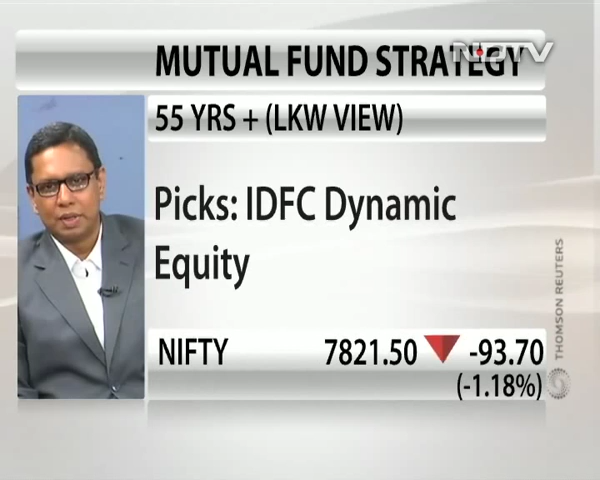 NDTV
MUTUAL FUND STRATEGY
55 YRS + (LKW VIEW)
Picks: IDFC Dynamic
Equity
NIFTY 7821.50 -93.70
(-1.18%)
THOMSON REUTERS